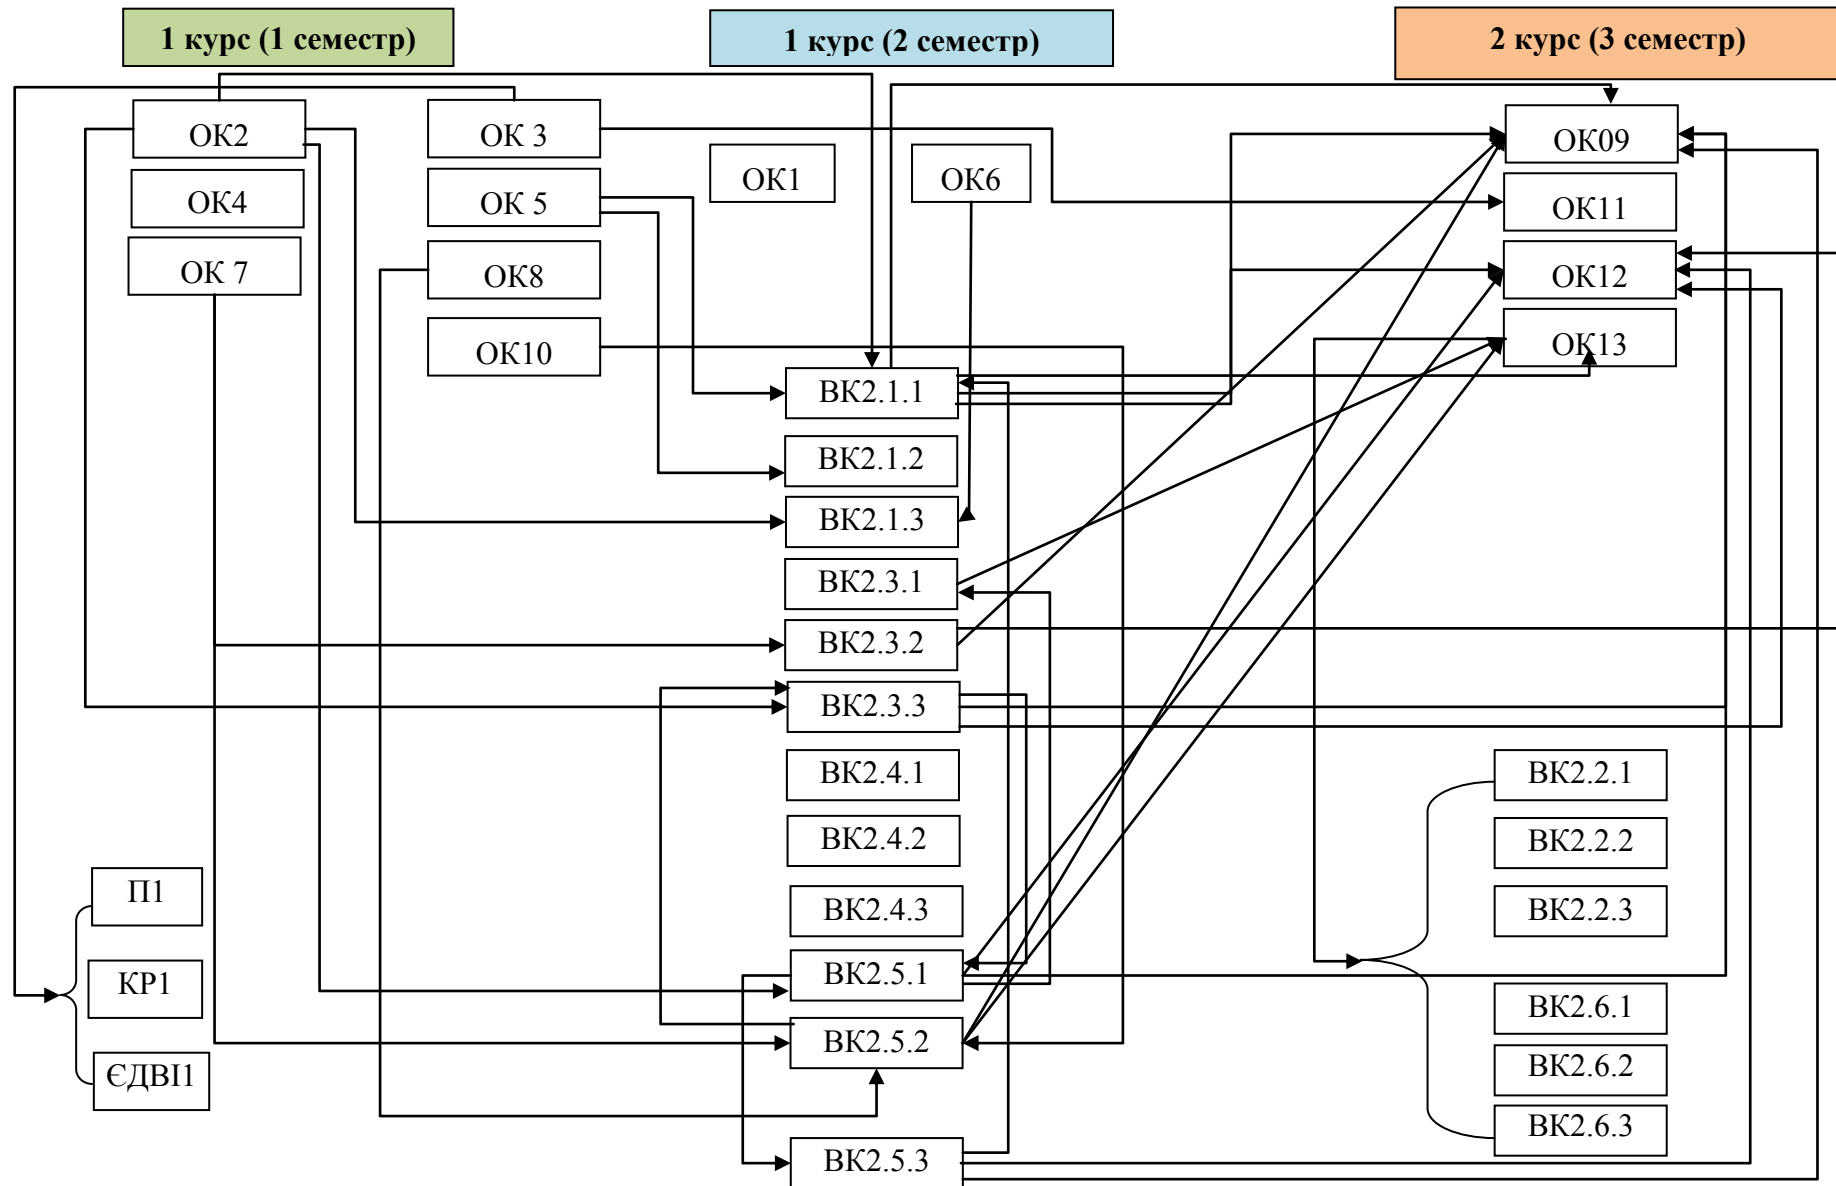 1 курс (1 семестр)
1 курс (2 семестр)
2 курс (3 семестр)
ОК2
ОК 3
ОК09
ОК1
ОК6
ОК4
ОК 5
ОК11
ОК 7
ОК8
ОК12
ОК10
ОК13
ВК2.1.1
ВК2.1.2
ВК2.1.3
ВК2.3.1
ВК2.3.2
ВК2.3.3
ВК2.4.1
ВК2.2.1
ВК2.4.2
ВК2.2.2
П1
ВК2.4.3
ВК2.2.3
КР1
ВК2.5.1
ВК2.6.1
ВК2.5.2
ВК2.6.2
ЄДВІ1
ВК2.6.3
ВК2.5.3